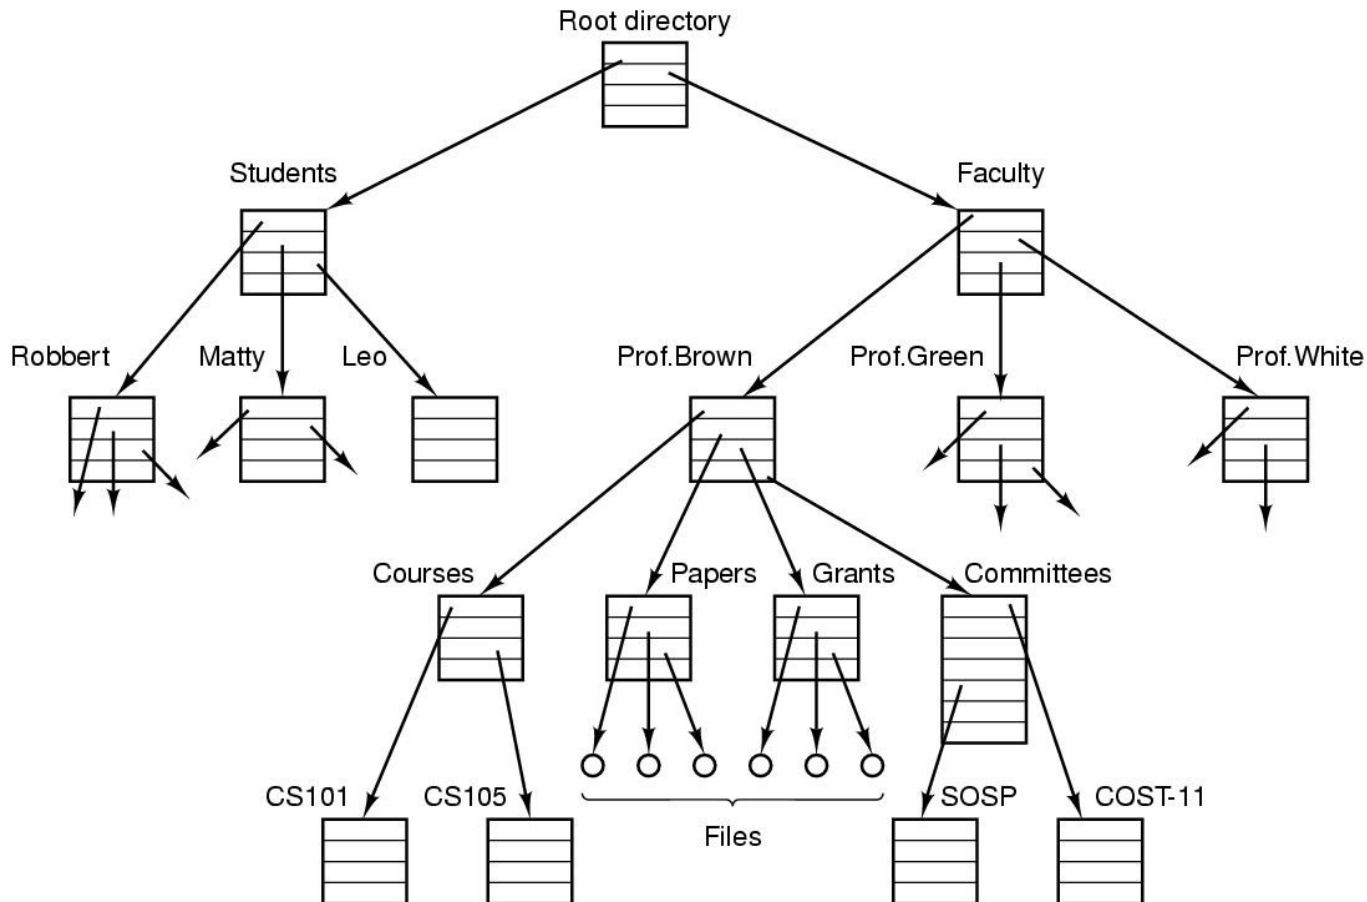 Root directory
Students
Faculty
Robbert
Matty
Leo
Prof.Brown
Prof.Green
Prof.White
Courses
Papers
Grants
Committees
CS101
CS105
SOSP
COST-11
Files